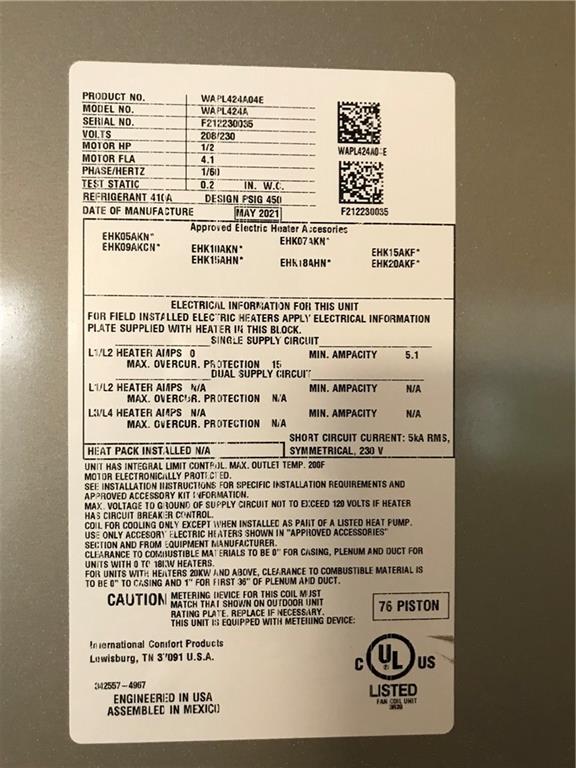 PRODUCT NO. WAPL424A04E
MODEL NO. WAPL424A
SERIAL NO. F212230035
VOLTS 208/230
MOTOR HP 1/2
MOTOR FLA 4.1
PHASE/HERTZ 1/60
TEST STATIC 0.2 IN. W.C.
REFRIGERANT 410A DESIGN PSIG 450
DATE OF MANUFACTURE MAY 2021
WAPL424A04E
F212230035
Approved Electric Heater Accesories
EHK05AKN* EHK07AKN*
EHK09AKCN* EHK10AKN* EHK15AKF*
EHK15AHN* EHK18AHN* EHK20AKF*
ELECTRICAL INFORMATION FOR THIS UNIT
FOR FIELD INSTALLED ELECTRIC HEATERS APPLY ELECTRICAL INFORMATION
PLATE SUPPLIED WITH HEATER IN THIS BLOCK.
SINGLE SUPPLY CIRCUIT
L1/L2 HEATER AMPS 0 MIN. AMPACITY 5.1
MAX. OVERCUR. PROTECTION 15
DUAL SUPPLY CIRCUIT
L1/L2 HEATER AMPS N/A MIN. AMPACITY N/A
MAX. OVERCUR. PROTECTION N/A
L3/L4 HEATER AMPS N/A MIN. AMPACITY N/A
MAX. OVERCUR. PROTECTION N/A
SHORT CIRCUIT CURRENT: 5kA RMS,
HEAT PACK INSTALLED N/A SYMMETRICAL, 230 V
UNIT HAS INTEGRAL LIMIT CONTROL. MAX. OUTLET TEMP. 200F
MOTOR ELECTRONICALLY PROTECTED.
SEE INSTALLATION INSTRUCTIONS FOR SPECIFIC INSTALLATION REQUIREMENTS AND
APPROVED ACCESSORY KIT INFORMATION.
MAX. VOLTAGE TO GROUND OF SUPPLY CIRCUIT NOT TO EXCEED 120 VOLTS IF HEATER
HAS CIRCUIT BREAKER CONTROL.
COIL FOR COOLING ONLY EXCEPT WHEN INSTALLED AS PART OF A LISTED HEAT PUMP.
USE ONLY ACCESORY ELECTRIC HEATERS SHOWN IN "APPROVED ACCESSORIES"
SECTION AND FROM EQUIPMENT MANUFACTURER.
CLEARANCE TO COMBUSTIBLE MATERIALS TO BE 0" FOR CASING, PLENUM AND DUCT FOR
UNITS WITH 0 TO 18KW HEATERS.
FOR UNITS WITH HEATERS 20KW AND ABOVE, CLEARANCE TO COMBUSTIBLE MATERIAL IS
TO BE 0" TO CASING AND 1" FOR FIRST 36" OF PLENUM AND DUCT.
CAUTION METERING DEVICE FOR THIS COIL MUST
MATCH THAT SHOWN ON OUTDOOR UNIT
RATING PLATE. REPLACE IF NECESSARY.
THIS UNIT IS EQUIPPED WITH METERING DEVICE:
76 PISTON
International Comfort Products
Lewisburg, TN 37091 U.S.A.
342557-4967
ENGINEERED IN USA
ASSEMBLED IN MEXICO
C UL US
LISTED
FAN COIL UNIT